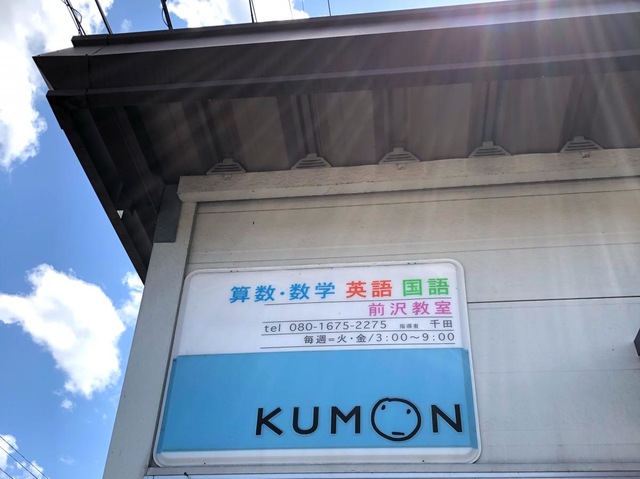 算数・数学 英語 国語
前沢教室
tel 080-1675-2275 指導者 千田
毎週=火・金/3:00〜9:00
KUMON